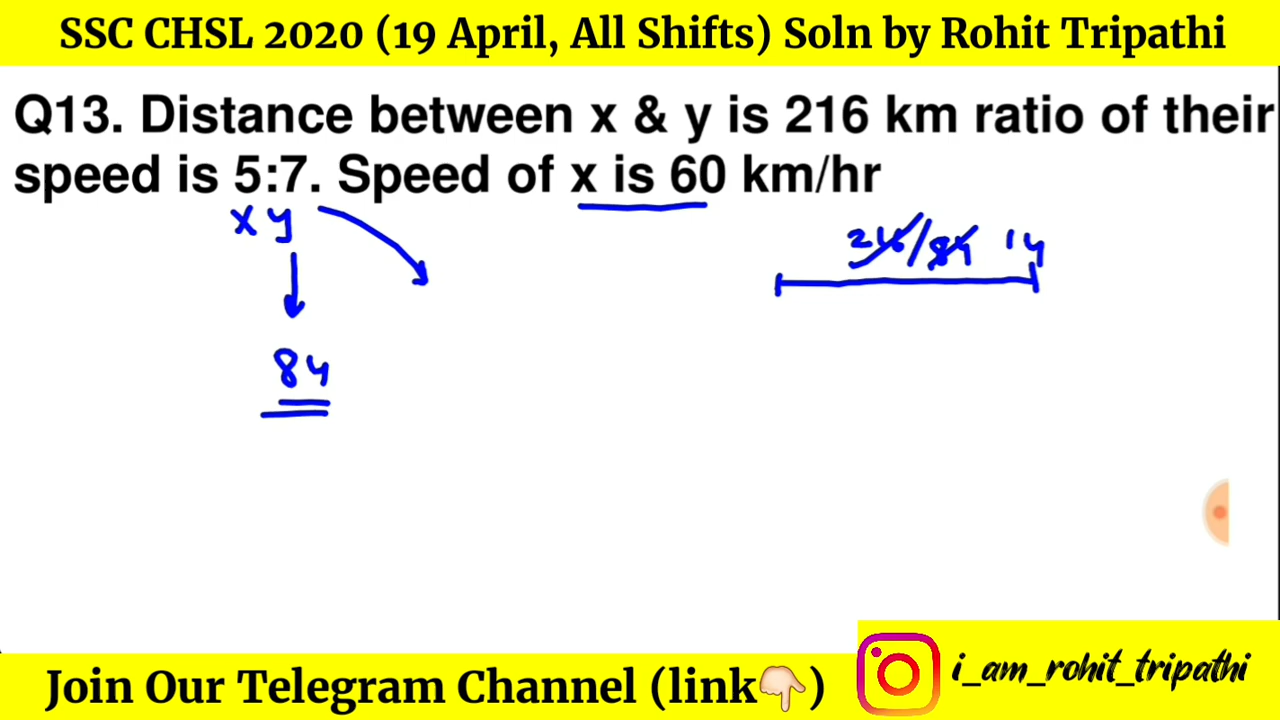 SSC CHSL 2020 (19 April, All Shifts) Soln by Rohit Tripathi
Q13. Distance between x & y is 216 km ratio of their
speed is 5:7. Speed of x is 60 km/hr
x y
216/84 14
84
Join Our Telegram Channel (link👇)
i_am_rohit_tripathi